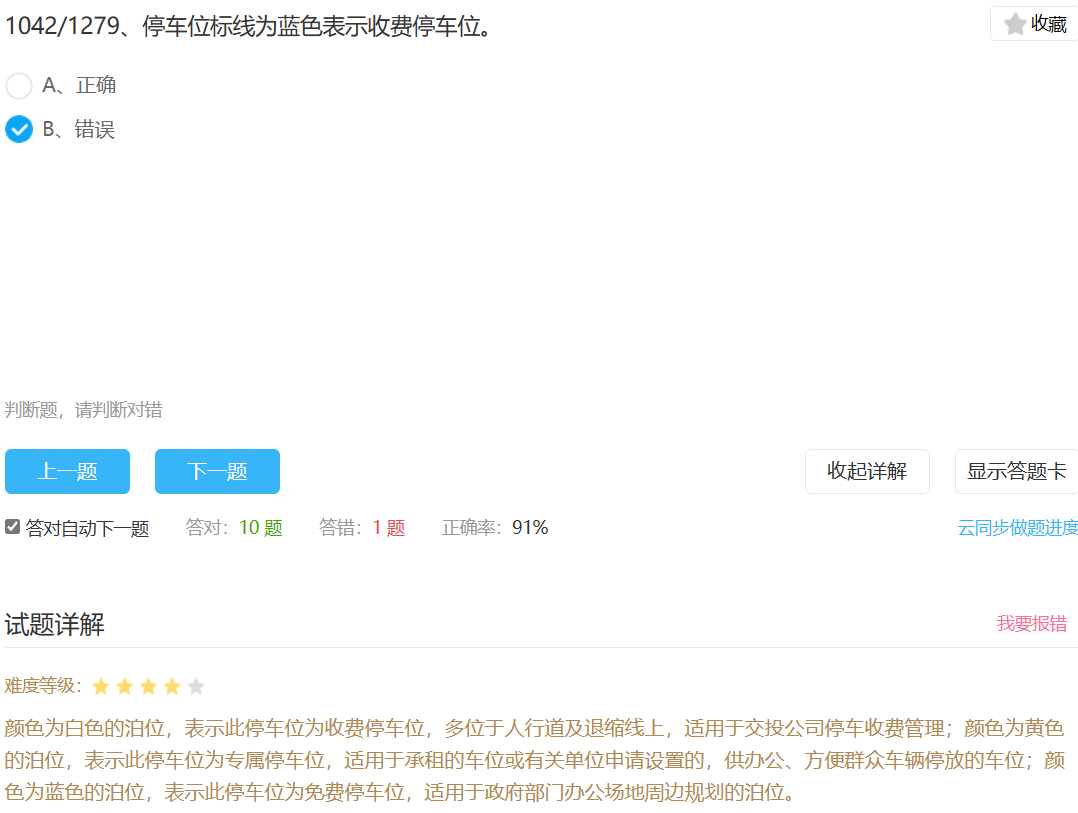 1042/1279、停车位标线为蓝色表示收费停车位。
收藏
A、正确
B、错误
判断题，请判断对错
上一题
下一题
收起详解
显示答题卡
答对自动下一题
答对：10 题
答错：1 题
正确率：91%
云同步做题进度
试题详解
我要报错
难度等级：
颜色为白色的泊位，表示此停车位为收费停车位，多位于人行道及退缩线上，适用于交投公司停车收费管理；颜色为黄色
的泊位，表示此停车位为专属停车位，适用于承租的车位或有关单位申请设置的，供办公、方便群众车辆停放的车位；颜
色为蓝色的泊位，表示此停车位为免费停车位，适用于政府部门办公场地周边规划的泊位。